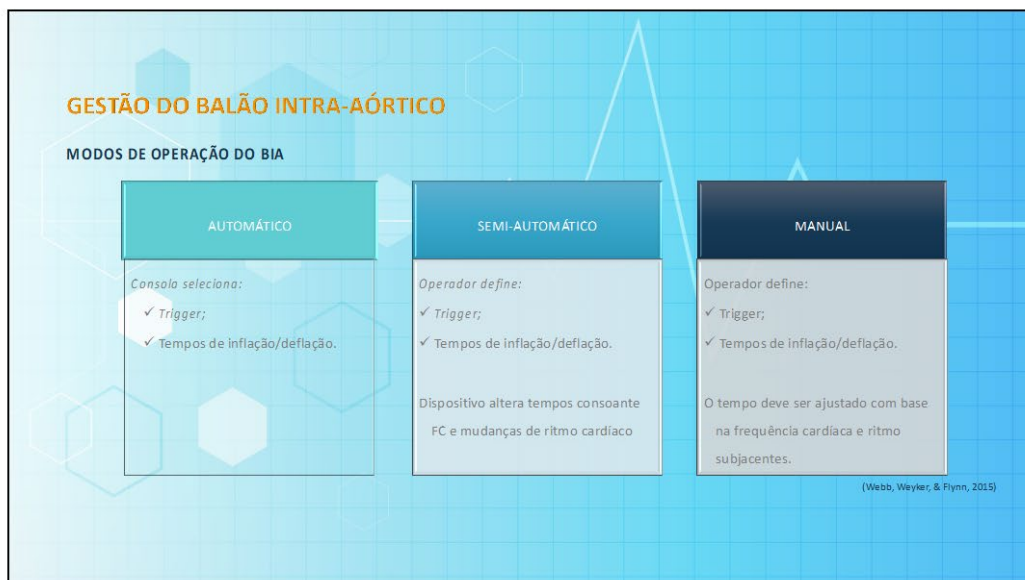 GESTÃO DO BALÃO INTRA-AÓRTICO
MODOS DE OPERAÇÃO DO BIA
AUTOMÁTICO
Consola seleciona:
✓ Trigger;
✓ Tempos de inflação/deflação.
SEMI-AUTOMÁTICO
Operador define:
✓ Trigger;
✓ Tempos de inflação/deflação.
Dispositivo altera tempos consoante
FC e mudanças de ritmo cardíaco
MANUAL
Operador define:
✓ Trigger;
✓ Tempos de inflação/deflação.
O tempo deve ser ajustado com base
na frequência cardíaca e ritmo
subjacentes.
(Webb, Weyker, & Flynn, 2015)